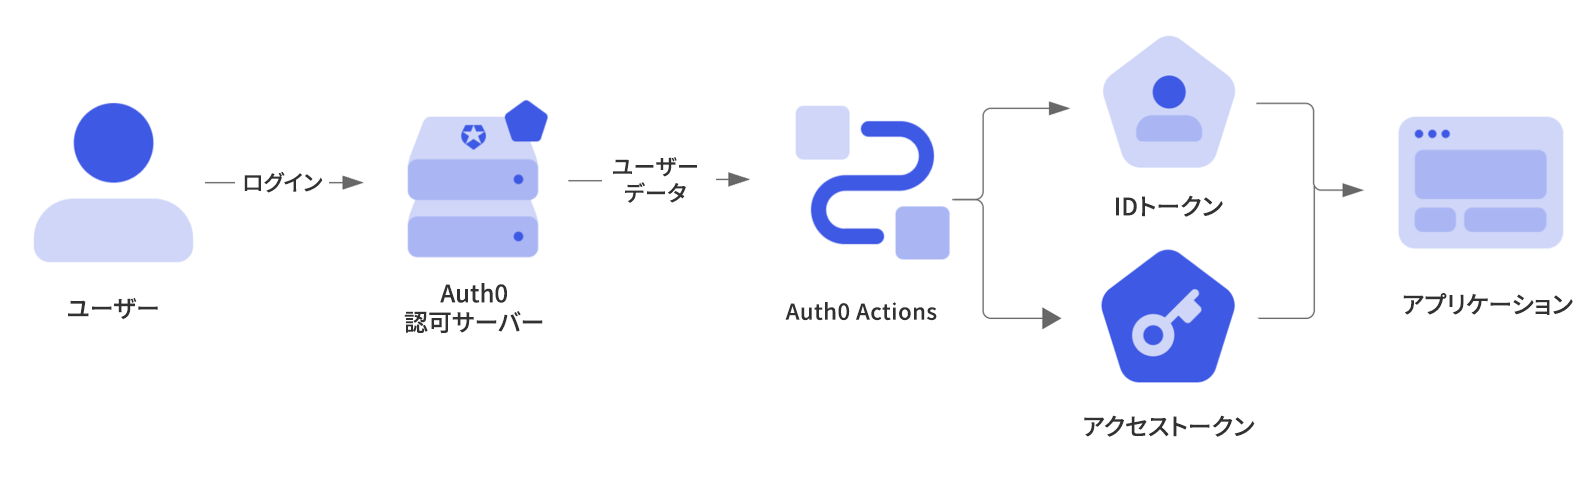 ユーザー
ログイン
Auth0
認可サーバー
ユーザー
データ
Auth0 Actions
IDトークン
アクセストークン
アプリケーション